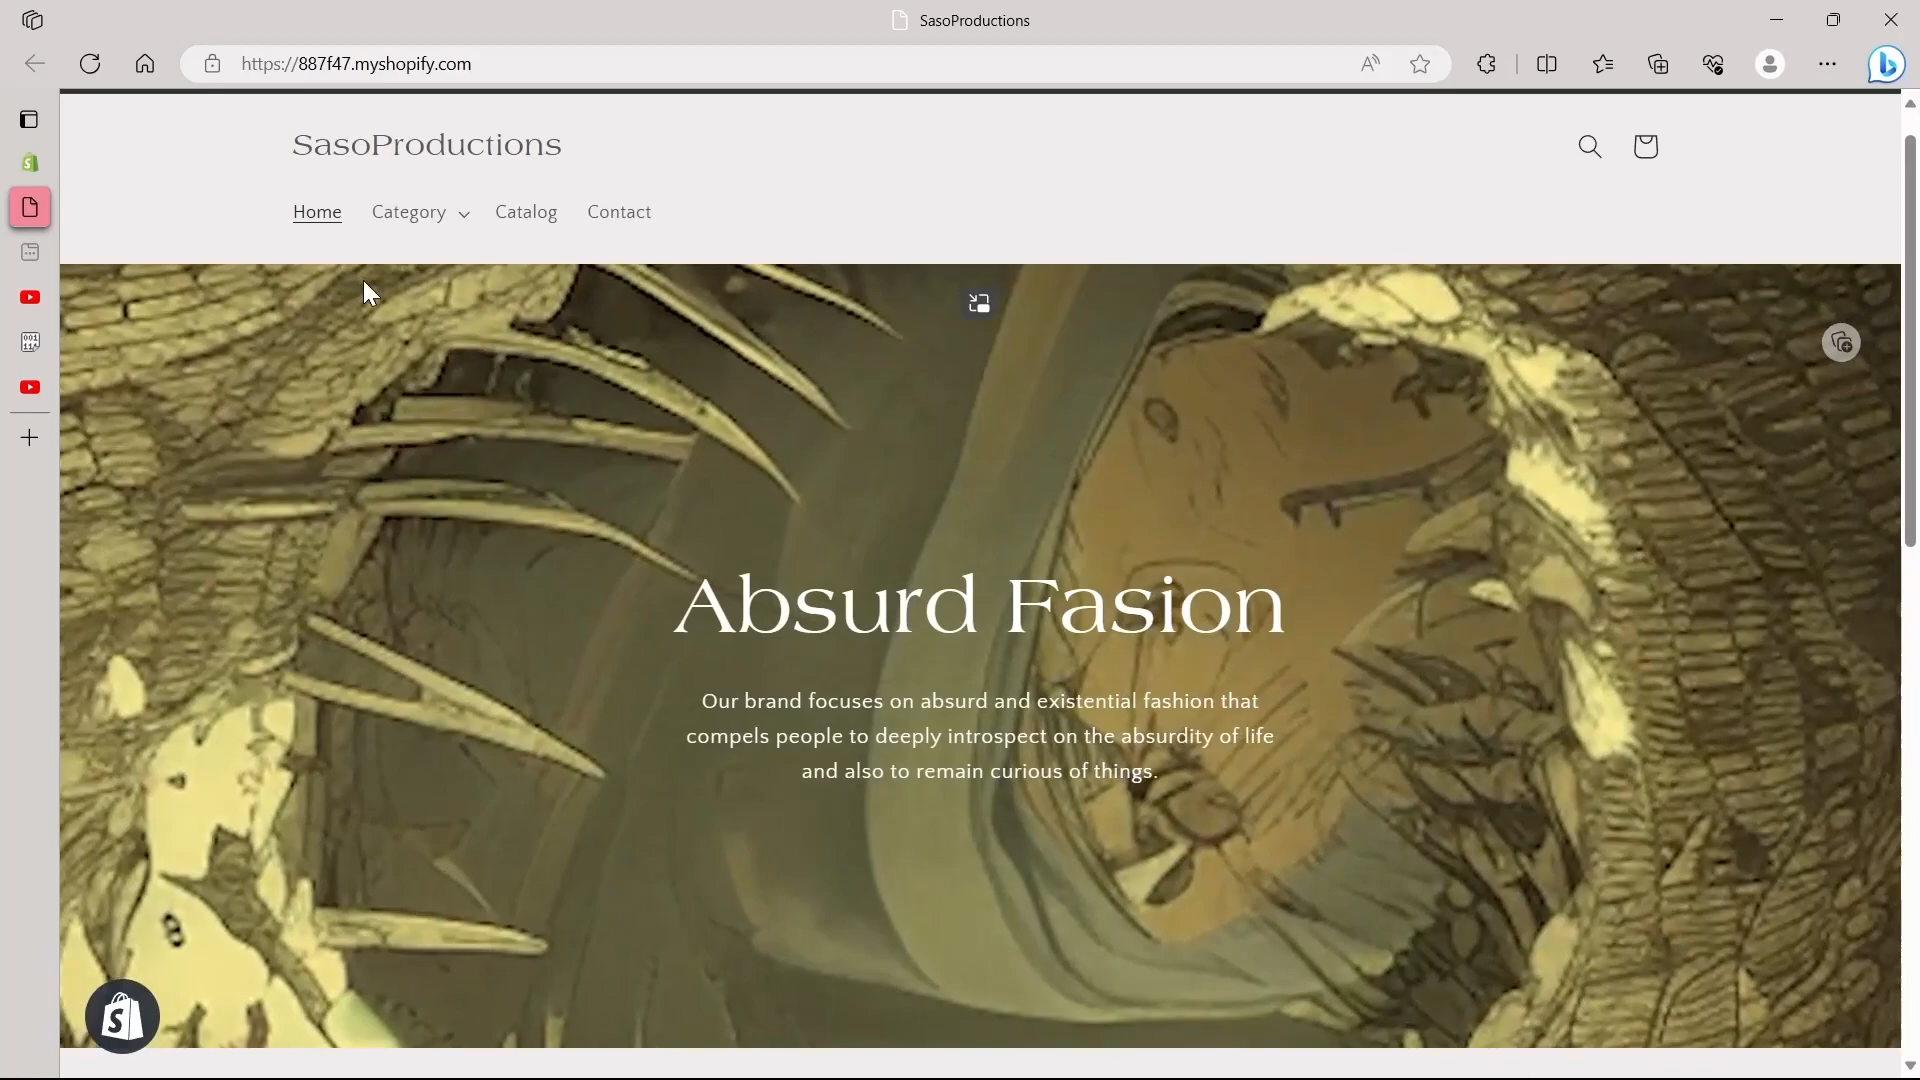 SasoProductions
https://887f47.myshopify.com
SasoProductions
Home Category Catalog Contact
Absurd Fasion
Our brand focuses on absurd and existential fashion that
compels people to deeply introspect on the absurdity of life
and also to remain curious of things.